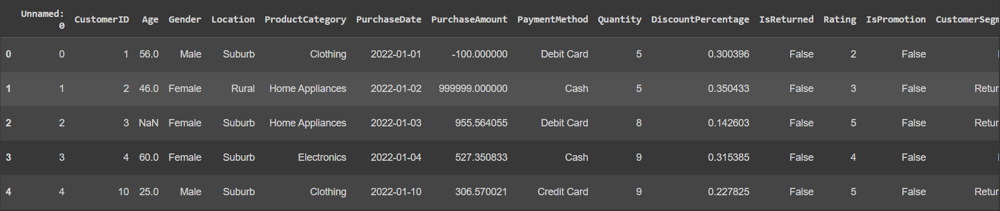 Unnamed: 0 CustomerID Age Gender Location ProductCategory PurchaseDate PurchaseAmount PaymentMethod Quantity DiscountPercentage IsReturned Rating IsPromotion CustomerSegm
0 0 1 56.0 Male Suburb Clothing 2022-01-01 -100.000000 Debit Card 5 0.300396 False 2 False
1 1 2 46.0 Female Rural Home Appliances 2022-01-02 999999.000000 Cash 5 0.350433 False 3 False Retur
2 2 3 NaN Female Suburb Home Appliances 2022-01-03 955.564055 Debit Card 8 0.142603 False 5 False Retur
3 3 4 60.0 Female Suburb Electronics 2022-01-04 527.350833 Cash 9 0.315385 False 4 False
4 4 10 25.0 Male Suburb Clothing 2022-01-10 306.570021 Credit Card 9 0.227825 False 5 False Retur